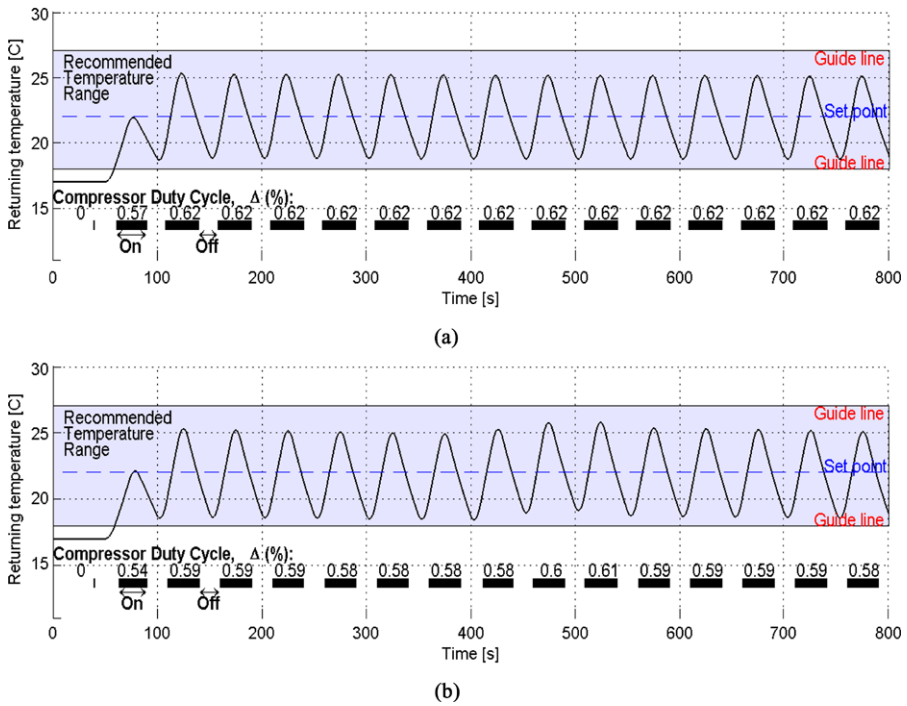 30
Recommended
Temperature
Range
Guide line
25
Set point
20
Guide line
Returning temperature [C]
Compressor Duty Cycle, Δ (%):
15
0 0.57 0.62 0.62 0.62 0.62 0.62 0.62 0.62 0.62 0.62 0.62 0.62 0.62 0.62 0.62
On Off
0 100 200 300 400 500 600 700 800
Time [s]
(a)
30
Recommended
Temperature
Range
Guide line
25
Set point
20
Guide line
Returning temperature [C]
Compressor Duty Cycle, Δ (%):
15
0 0.54 0.59 0.59 0.59 0.58 0.58 0.58 0.58 0.6 0.61 0.59 0.59 0.59 0.59 0.58
On Off
0 100 200 300 400 500 600 700 800
Time [s]
(b)